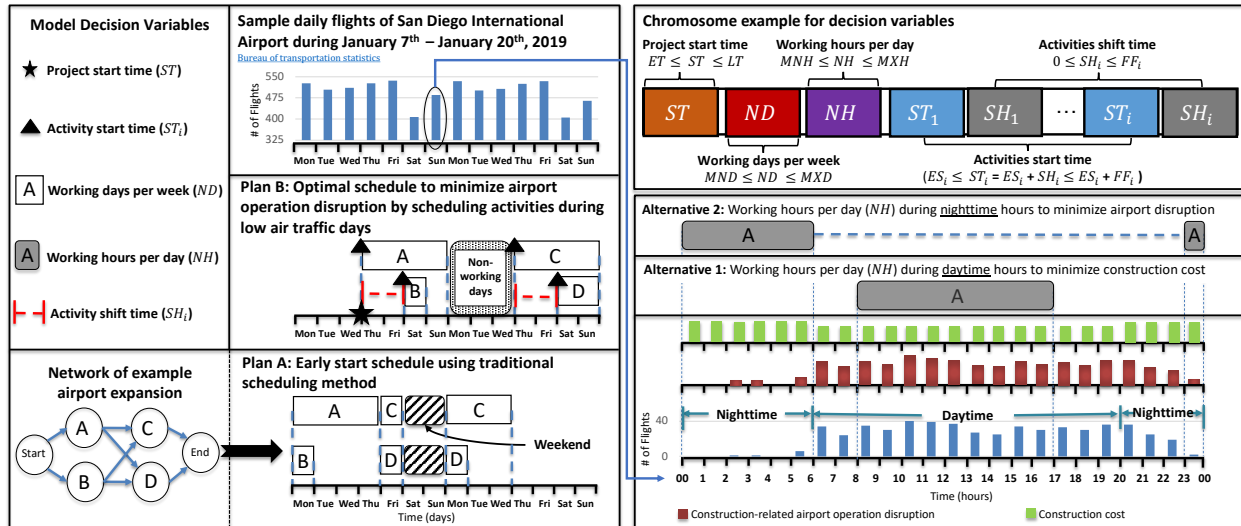 Model Decision Variables
Project start time (ST)
Activity start time (STᵢ)
A Working days per week (ND)
A Working hours per day (NH)
Activity shift time (SHᵢ)
Network of example
airport expansion
Start
A
B
C
D
End
Sample daily flights of San Diego International
Airport during January 7th – January 20th, 2019
Bureau of transportation statistics
# of Flights
550
475
400
325
Mon Tue Wed Thu Fri Sat Sun Mon Tue Wed Thu Fri Sat Sun
Plan B: Optimal schedule to minimize airport
operation disruption by scheduling activities during
low air traffic days
A
B
Non-
working
days
C
D
Mon Tue Wed Thu Fri Sat Sun Mon Tue Wed Thu Fri Sat Sun
Plan A: Early start schedule using traditional
scheduling method
A C C
Weekend
B D D
Mon Tue Wed Thu Fri Sat Sun Mon Tue Wed Thu Fri Sat Sun
Time (days)
Chromosome example for decision variables
Project start time
ET ≤ ST ≤ LT
Working hours per day
MNH ≤ NH ≤ MXH
Activities shift time
0 ≤ SHᵢ ≤ FFᵢ
ST ND NH ST₁ SH₁ ⋯ STᵢ SHᵢ
Working days per week
MND ≤ ND ≤ MXD
Activities start time
(ESᵢ ≤ STᵢ = ESᵢ + SHᵢ ≤ ESᵢ + FFᵢ )
Alternative 2: Working hours per day (NH) during nighttime hours to minimize airport disruption
A A
Alternative 1: Working hours per day (NH) during daytime hours to minimize construction cost
A
Nighttime Daytime Nighttime
# of Flights
40
0
00 1 2 3 4 5 6 7 8 9 10 11 12 13 14 15 16 17 18 19 20 21 22 23 00
Time (hours)
Construction-related airport operation disruption
Construction cost